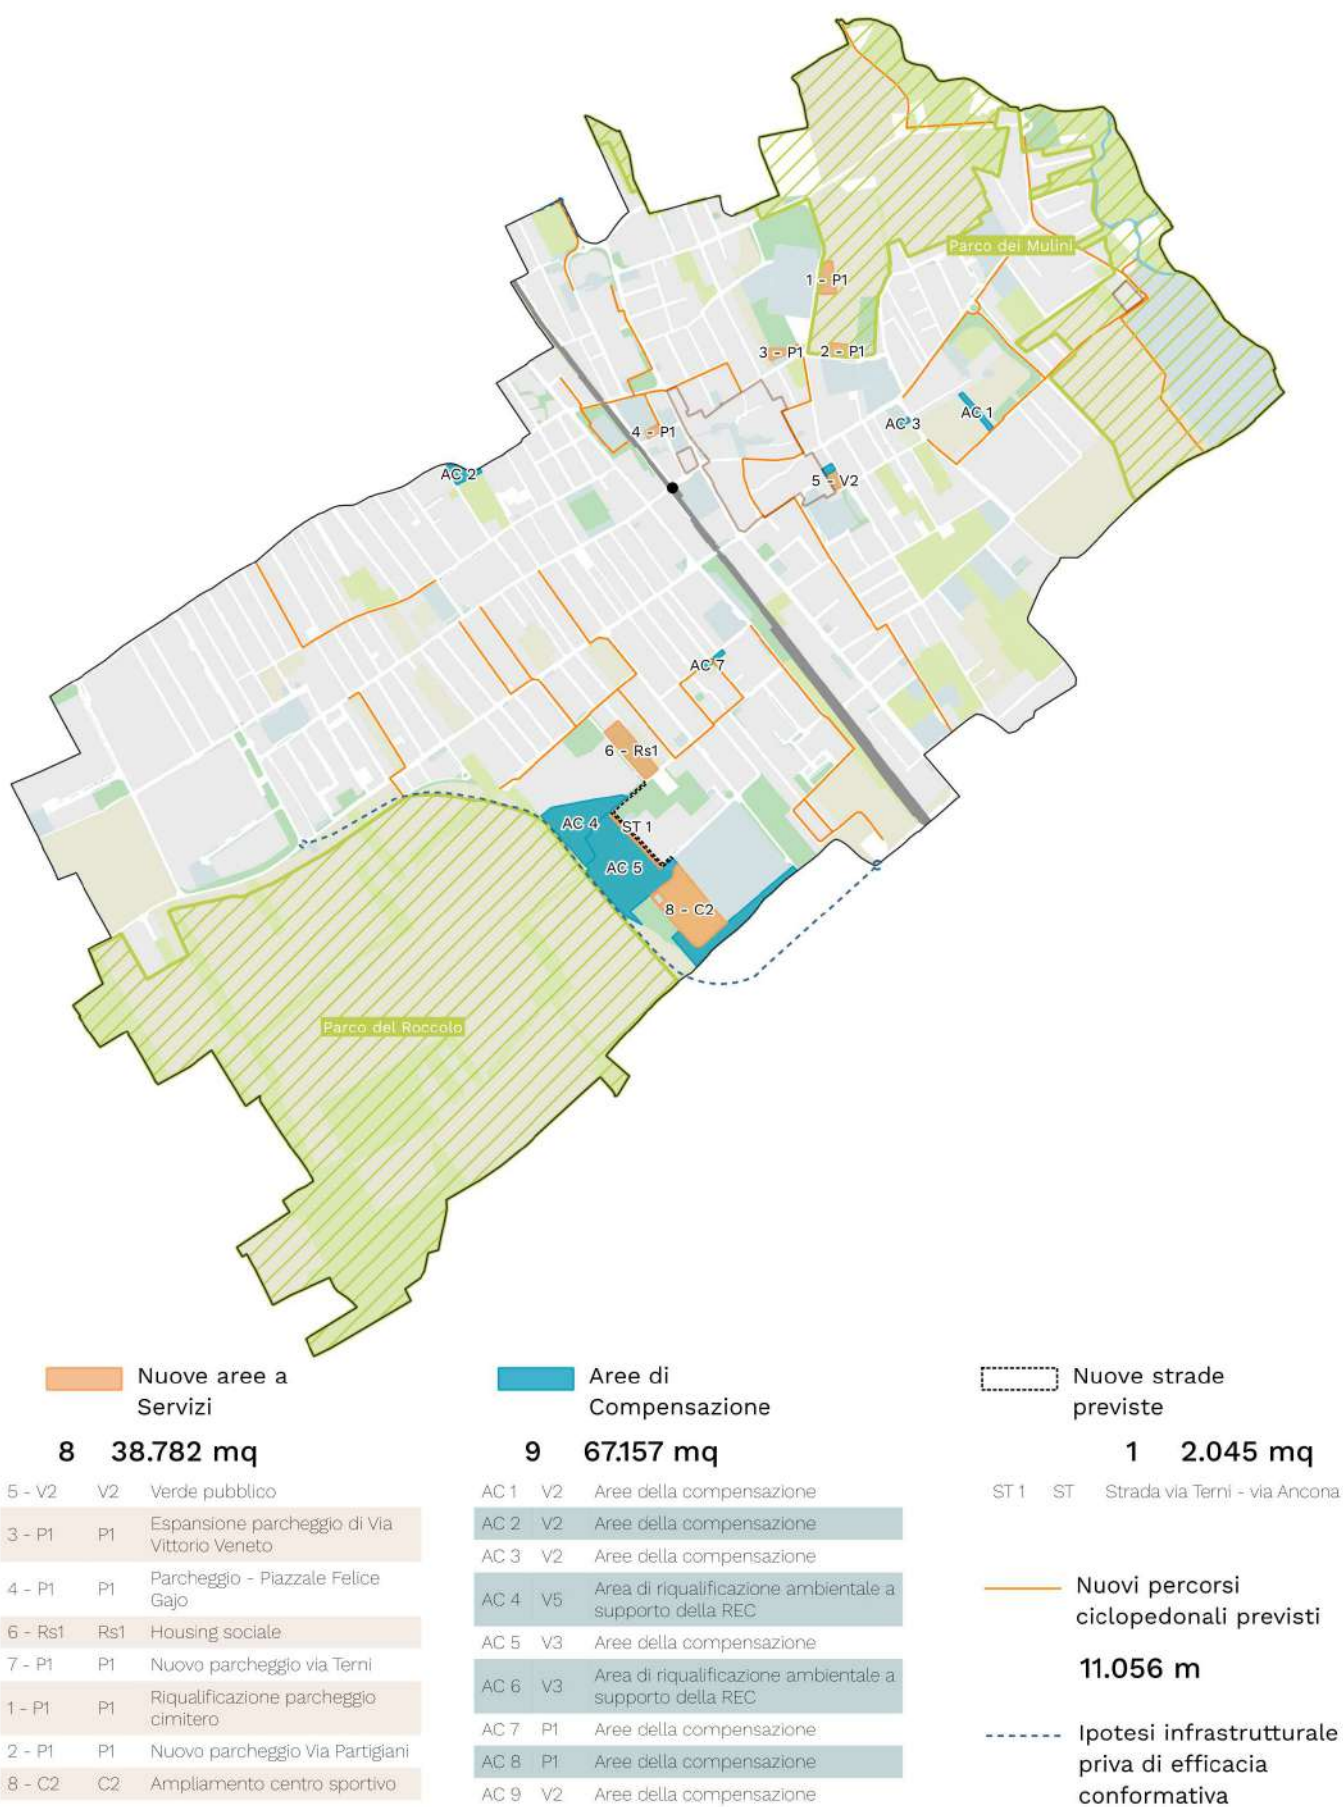 Parco dei Mulini
1 - P1
3 - P1
2 - P1
AC 1
AC 3
4 - P1
AC 2
5 - V2
AC 7
6 - Rs1
AC 4
ST 1
AC 5
8 - C2
Parco del Roccolo
Nuove aree a
Servizi
8 38.782 mq
5 - V2 V2 Verde pubblico
3 - P1 P1 Espansione parcheggio di Via
Vittorio Veneto
4 - P1 P1 Parcheggio - Piazzale Felice
Gajo
6 - Rs1 Rs1 Housing sociale
7 - P1 P1 Nuovo parcheggio via Terni
1 - P1 P1 Riqualificazione parcheggio
cimitero
2 - P1 P1 Nuovo parcheggio Via Partigiani
8 - C2 C2 Ampliamento centro sportivo
Aree di
Compensazione
9 67.157 mq
AC 1 V2 Aree della compensazione
AC 2 V2 Aree della compensazione
AC 3 V2 Aree della compensazione
AC 4 V5 Area di riqualificazione ambientale a
supporto della REC
AC 5 V3 Aree della compensazione
AC 6 V3 Area di riqualificazione ambientale a
supporto della REC
AC 7 P1 Aree della compensazione
AC 8 P1 Aree della compensazione
AC 9 V2 Aree della compensazione
Nuove strade
previste
1 2.045 mq
ST 1 ST Strada via Terni - via Ancona
Nuovi percorsi
ciclopedonali previsti
11.056 m
Ipotesi infrastrutturale
priva di efficacia
conformativa